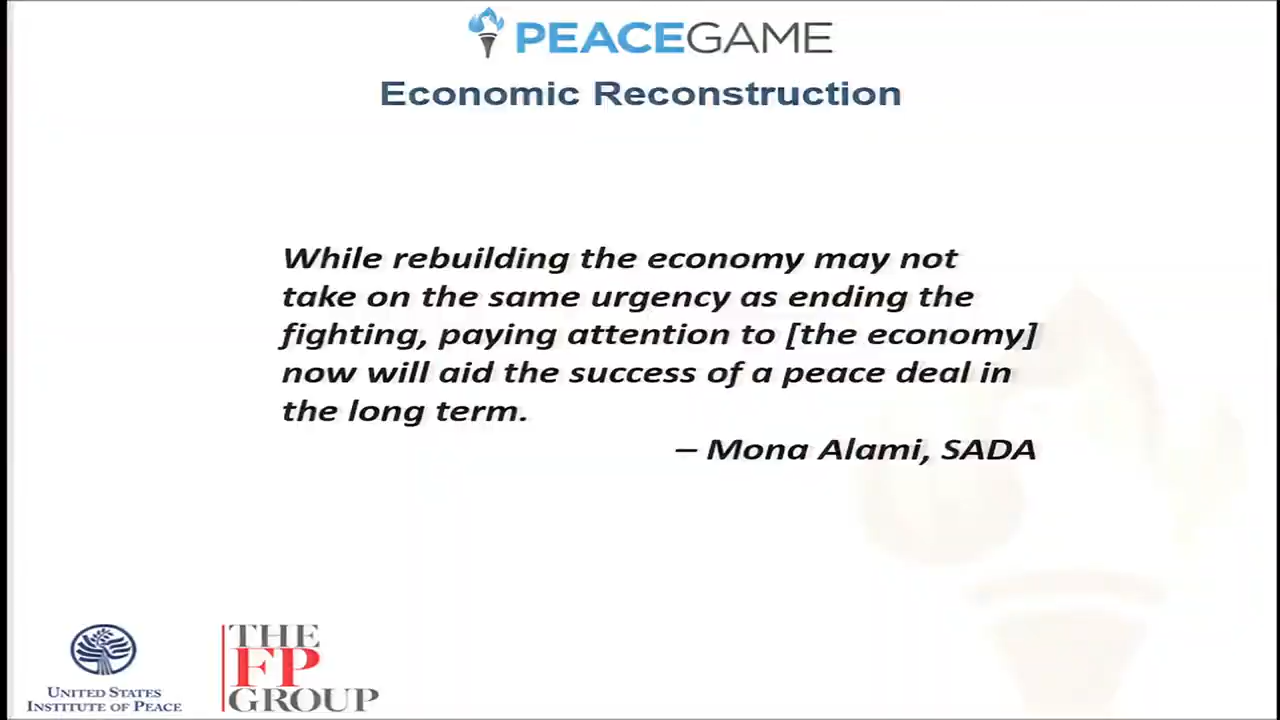 PEACEGAME
Economic Reconstruction
While rebuilding the economy may not
take on the same urgency as ending the
fighting, paying attention to [the economy]
now will aid the success of a peace deal in
the long term.
– Mona Alami, SADA
UNITED STATES
INSTITUTE OF PEACE
THE
FP
GROUP